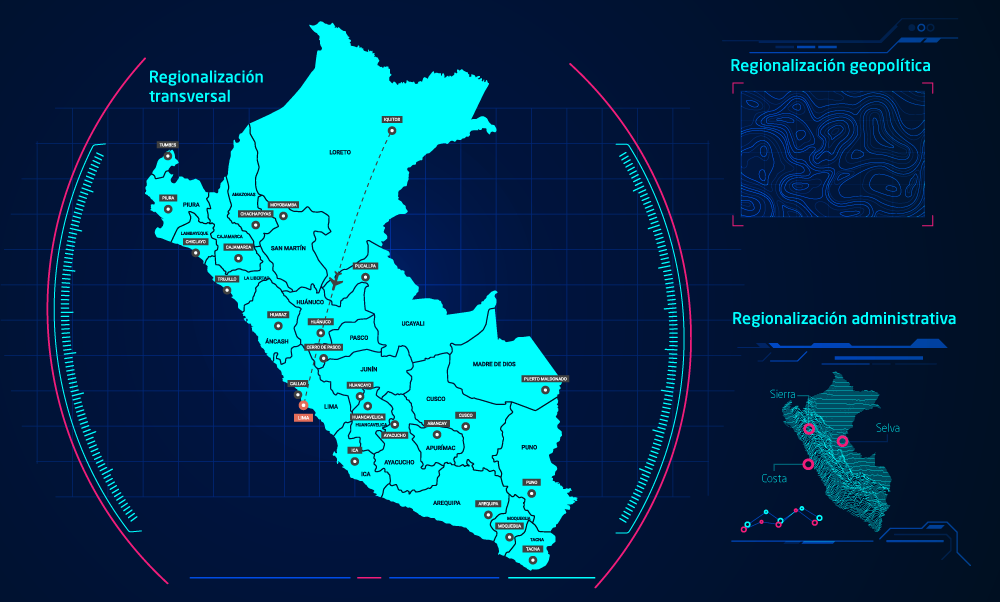 Regionalización
transversal
IQUITOS
LORETO
TUMBES
AMAZONAS
PIURA
PIURA
MOYOBAMBA
CHACHAPOYAS
LAMBAYEQUE
CAJAMARCA
CHICLAYO
CAJAMARCA
SAN MARTÍN
PUCALLPA
TRUJILLO
LA LIBERTAD
HUÁNUCO
HUARAZ
HUÁNUCO
UCAYALI
ÁNCASH
PASCO
CERRO DE PASCO
MADRE DE DIOS
JUNÍN
PUERTO MALDONADO
CALLAO
HUANCAYO
CUSCO
LIMA
LIMA
HUANCAVELICA
HUANCAVELICA
CUSCO
ABANCAY
AYACUCHO
APURÍMAC
PUNO
ICA
AYACUCHO
ICA
PUNO
AREQUIPA
AREQUIPA
MOQUEGUA
MOQUEGUA
TACNA
TACNA
Regionalización geopolítica
Regionalización administrativa
Sierra
Selva
Costa